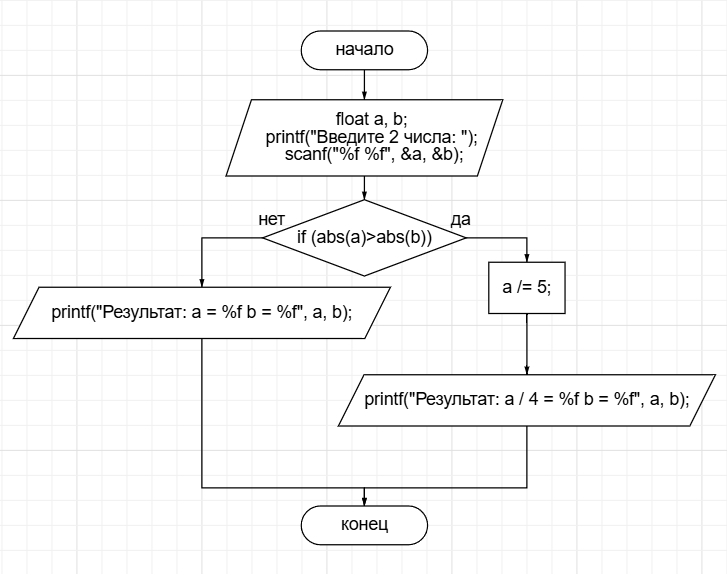 начало
float a, b;
printf("Введите 2 числа: ");
scanf("%f %f", &a, &b);
нет
да
if (abs(a)>abs(b))
a /= 5;
printf("Результат: a = %f b = %f", a, b);
printf("Результат: a / 4 = %f b = %f", a, b);
конец